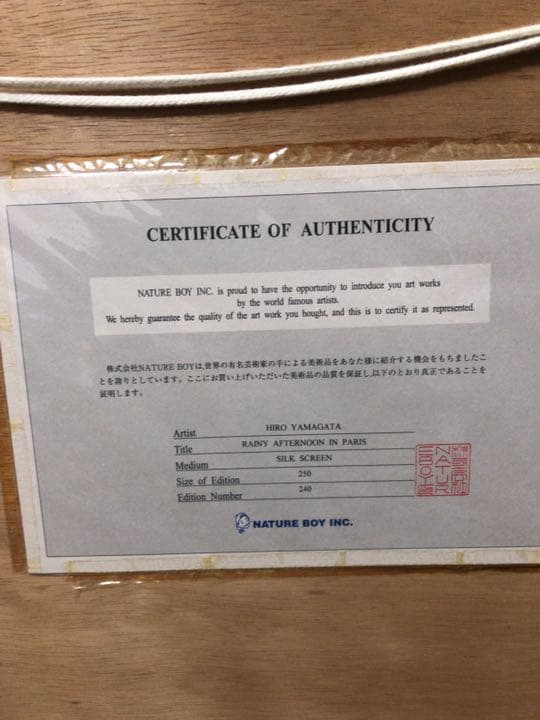 CERTIFICATE OF AUTHENTICITY
NATURE BOY INC. is proud to have the opportunity to introduce you art works
by the world famous artists.
We hereby guarantee the quality of the art work you bought, and this is to certify it as represented.
株式会社NATURE BOYは、世界の有名芸術家の手による美術品をあなた様に紹介する機会をもちましたこ
とを誇りとしています。ここにお買い上げいただいた美術品の品質を保証し、以下のとおり真正であることを
証明します。
Artist HIRO YAMAGATA
Title RAINY AFTERNOON IN PARIS
Medium SILK SCREEN
Size of Edition 250
Edition Number 240
NATURE BOY INC.